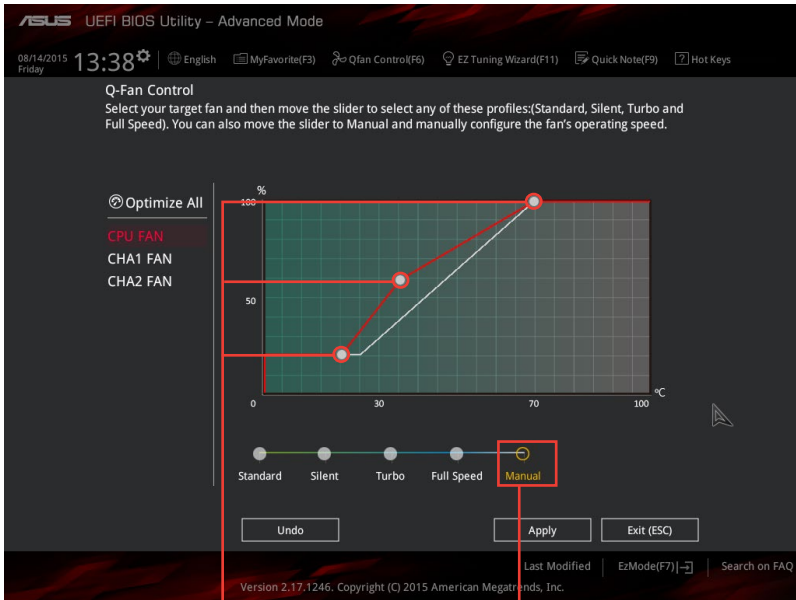 ASUS UEFI BIOS Utility – Advanced Mode
08/14/2015 13:38 English MyFavorite(F3) Qfan Control(F6) EZ Tuning Wizard(F11) Quick Note(F9) ? Hot Keys
Friday
Q-Fan Control
Select your target fan and then move the slider to select any of these profiles:(Standard, Silent, Turbo and
Full Speed). You can also move the slider to Manual and manually configure the fan's operating speed.
%
Optimize All
100
CPU FAN
CHA1 FAN
CHA2 FAN
50
°C
0 30 70 100
Standard Silent Turbo Full Speed Manual
Undo Apply Exit (ESC)
Last Modified EzMode(F7) Search on FAQ
Version 2.17.1246. Copyright (C) 2015 American Megatrends, Inc.